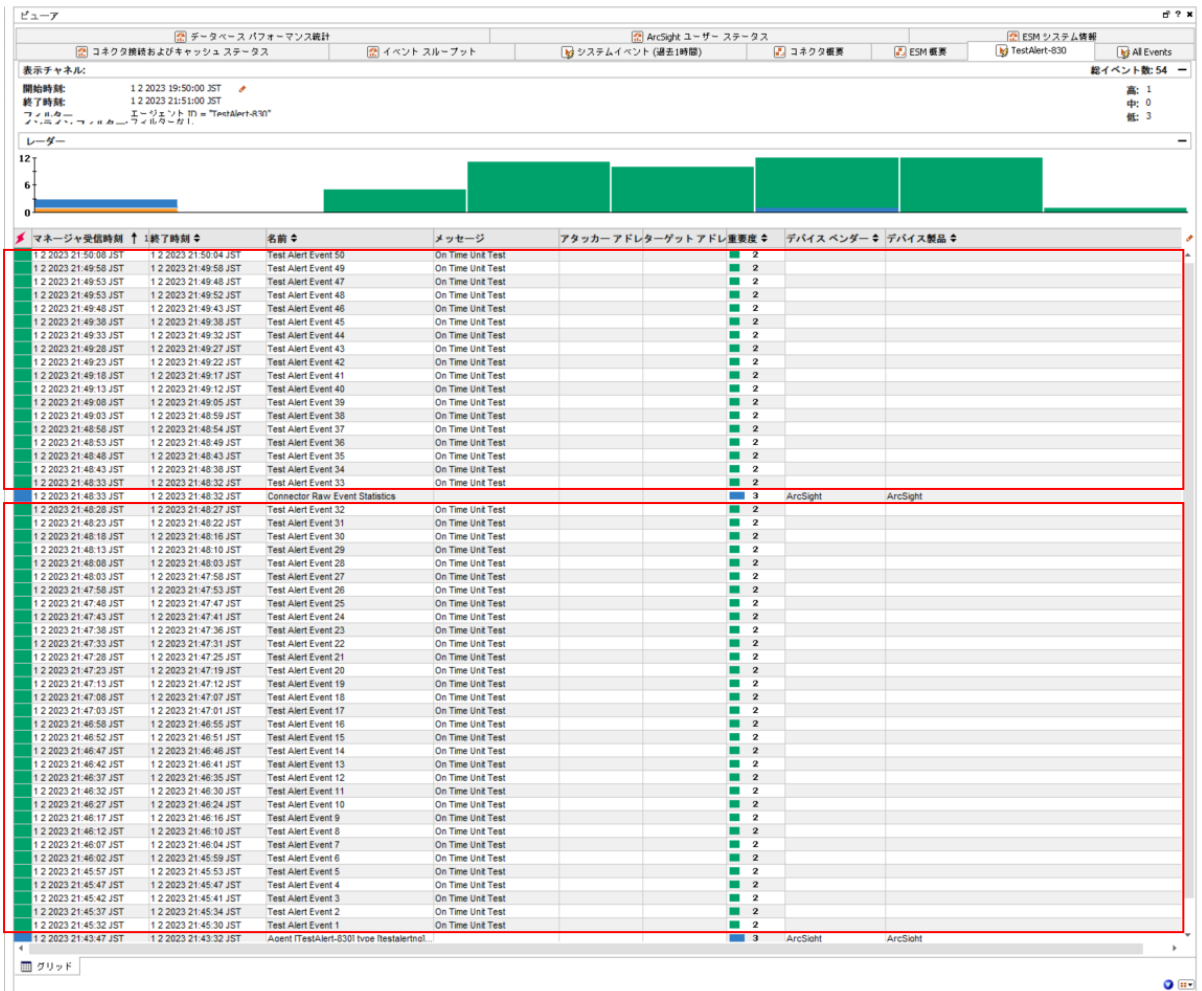 ビューア
データベース パフォーマンス統計 ArcSight ユーザー ステータス ESM システム情報
コネクタ接続およびキャッシュ ステータス イベント スループット システムイベント (過去1時間) コネクタ概要 ESM 概要 TestAlert-830 All Events
表示チャネル: 総イベント数: 54
開始時刻: 1 2 2023 19:50:00 JST 高: 1
終了時刻: 1 2 2023 21:51:00 JST 中: 0
フィルター エージェント ID = "TestAlert-830" 低: 3
インライン フィルター: フィルターなし
レーダー
12
6
0
マネージャ受信時刻 1 終了時刻 名前 メッセージ アタッカー アドレ ターゲット アドレ 重要度 デバイス ベンダー デバイス製品
1 2 2023 21:50:08 JST 1 2 2023 21:50:04 JST Test Alert Event 50 On Time Unit Test 2
1 2 2023 21:49:58 JST 1 2 2023 21:49:58 JST Test Alert Event 49 On Time Unit Test 2
1 2 2023 21:49:53 JST 1 2 2023 21:49:48 JST Test Alert Event 47 On Time Unit Test 2
1 2 2023 21:49:53 JST 1 2 2023 21:49:52 JST Test Alert Event 48 On Time Unit Test 2
1 2 2023 21:49:48 JST 1 2 2023 21:49:43 JST Test Alert Event 46 On Time Unit Test 2
1 2 2023 21:49:38 JST 1 2 2023 21:49:38 JST Test Alert Event 45 On Time Unit Test 2
1 2 2023 21:49:33 JST 1 2 2023 21:49:32 JST Test Alert Event 44 On Time Unit Test 2
1 2 2023 21:49:28 JST 1 2 2023 21:49:27 JST Test Alert Event 43 On Time Unit Test 2
1 2 2023 21:49:23 JST 1 2 2023 21:49:22 JST Test Alert Event 42 On Time Unit Test 2
1 2 2023 21:49:18 JST 1 2 2023 21:49:17 JST Test Alert Event 41 On Time Unit Test 2
1 2 2023 21:49:13 JST 1 2 2023 21:49:12 JST Test Alert Event 40 On Time Unit Test 2
1 2 2023 21:49:08 JST 1 2 2023 21:49:05 JST Test Alert Event 39 On Time Unit Test 2
1 2 2023 21:49:03 JST 1 2 2023 21:48:59 JST Test Alert Event 38 On Time Unit Test 2
1 2 2023 21:48:58 JST 1 2 2023 21:48:54 JST Test Alert Event 37 On Time Unit Test 2
1 2 2023 21:48:53 JST 1 2 2023 21:48:49 JST Test Alert Event 36 On Time Unit Test 2
1 2 2023 21:48:48 JST 1 2 2023 21:48:43 JST Test Alert Event 35 On Time Unit Test 2
1 2 2023 21:48:43 JST 1 2 2023 21:48:38 JST Test Alert Event 34 On Time Unit Test 2
1 2 2023 21:48:33 JST 1 2 2023 21:48:32 JST Test Alert Event 33 On Time Unit Test 2
1 2 2023 21:48:33 JST 1 2 2023 21:48:32 JST Connector Raw Event Statistics 3 ArcSight ArcSight
1 2 2023 21:48:28 JST 1 2 2023 21:48:27 JST Test Alert Event 32 On Time Unit Test 2
1 2 2023 21:48:23 JST 1 2 2023 21:48:22 JST Test Alert Event 31 On Time Unit Test 2
1 2 2023 21:48:18 JST 1 2 2023 21:48:16 JST Test Alert Event 30 On Time Unit Test 2
1 2 2023 21:48:13 JST 1 2 2023 21:48:10 JST Test Alert Event 29 On Time Unit Test 2
1 2 2023 21:48:08 JST 1 2 2023 21:48:03 JST Test Alert Event 28 On Time Unit Test 2
1 2 2023 21:48:03 JST 1 2 2023 21:47:58 JST Test Alert Event 27 On Time Unit Test 2
1 2 2023 21:47:58 JST 1 2 2023 21:47:53 JST Test Alert Event 26 On Time Unit Test 2
1 2 2023 21:47:48 JST 1 2 2023 21:47:47 JST Test Alert Event 25 On Time Unit Test 2
1 2 2023 21:47:43 JST 1 2 2023 21:47:41 JST Test Alert Event 24 On Time Unit Test 2
1 2 2023 21:47:38 JST 1 2 2023 21:47:36 JST Test Alert Event 23 On Time Unit Test 2
1 2 2023 21:47:33 JST 1 2 2023 21:47:31 JST Test Alert Event 22 On Time Unit Test 2
1 2 2023 21:47:28 JST 1 2 2023 21:47:25 JST Test Alert Event 21 On Time Unit Test 2
1 2 2023 21:47:23 JST 1 2 2023 21:47:19 JST Test Alert Event 20 On Time Unit Test 2
1 2 2023 21:47:13 JST 1 2 2023 21:47:12 JST Test Alert Event 19 On Time Unit Test 2
1 2 2023 21:47:08 JST 1 2 2023 21:47:07 JST Test Alert Event 18 On Time Unit Test 2
1 2 2023 21:47:03 JST 1 2 2023 21:47:01 JST Test Alert Event 17 On Time Unit Test 2
1 2 2023 21:46:58 JST 1 2 2023 21:46:55 JST Test Alert Event 16 On Time Unit Test 2
1 2 2023 21:46:52 JST 1 2 2023 21:46:51 JST Test Alert Event 15 On Time Unit Test 2
1 2 2023 21:46:47 JST 1 2 2023 21:46:46 JST Test Alert Event 14 On Time Unit Test 2
1 2 2023 21:46:42 JST 1 2 2023 21:46:41 JST Test Alert Event 13 On Time Unit Test 2
1 2 2023 21:46:37 JST 1 2 2023 21:46:35 JST Test Alert Event 12 On Time Unit Test 2
1 2 2023 21:46:32 JST 1 2 2023 21:46:30 JST Test Alert Event 11 On Time Unit Test 2
1 2 2023 21:46:27 JST 1 2 2023 21:46:24 JST Test Alert Event 10 On Time Unit Test 2
1 2 2023 21:46:17 JST 1 2 2023 21:46:16 JST Test Alert Event 9 On Time Unit Test 2
1 2 2023 21:46:12 JST 1 2 2023 21:46:10 JST Test Alert Event 8 On Time Unit Test 2
1 2 2023 21:46:07 JST 1 2 2023 21:46:04 JST Test Alert Event 7 On Time Unit Test 2
1 2 2023 21:46:02 JST 1 2 2023 21:45:59 JST Test Alert Event 6 On Time Unit Test 2
1 2 2023 21:45:57 JST 1 2 2023 21:45:53 JST Test Alert Event 5 On Time Unit Test 2
1 2 2023 21:45:47 JST 1 2 2023 21:45:47 JST Test Alert Event 4 On Time Unit Test 2
1 2 2023 21:45:42 JST 1 2 2023 21:45:41 JST Test Alert Event 3 On Time Unit Test 2
1 2 2023 21:45:37 JST 1 2 2023 21:45:34 JST Test Alert Event 2 On Time Unit Test 2
1 2 2023 21:45:32 JST 1 2 2023 21:45:30 JST Test Alert Event 1 On Time Unit Test 2
1 2 2023 21:43:47 JST 1 2 2023 21:43:32 JST Agent [TestAlert-830] type [testalertng]... 3 ArcSight ArcSight
グリッド